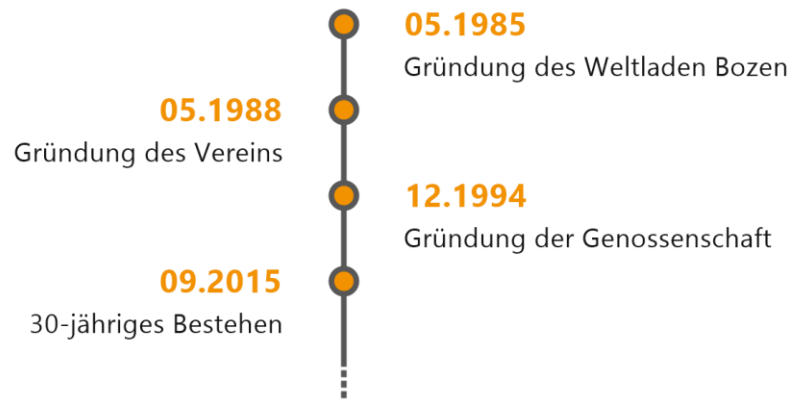 05.1985
Gründung des Weltladen Bozen
05.1988
Gründung des Vereins
12.1994
Gründung der Genossenschaft
09.2015
30-jähriges Bestehen